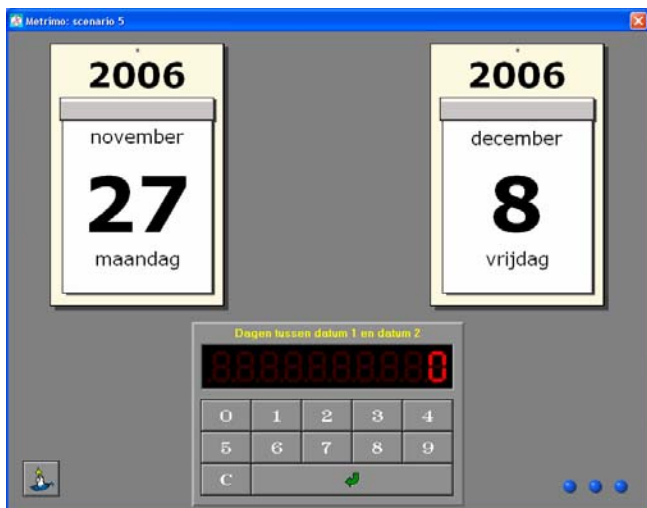 Metrimo: scenario 5
2006
november
27
maandag
2006
december
8
vrijdag
Dagen tussen datum 1 en datum 2
0
0 1 2 3 4
5 6 7 8 9
C